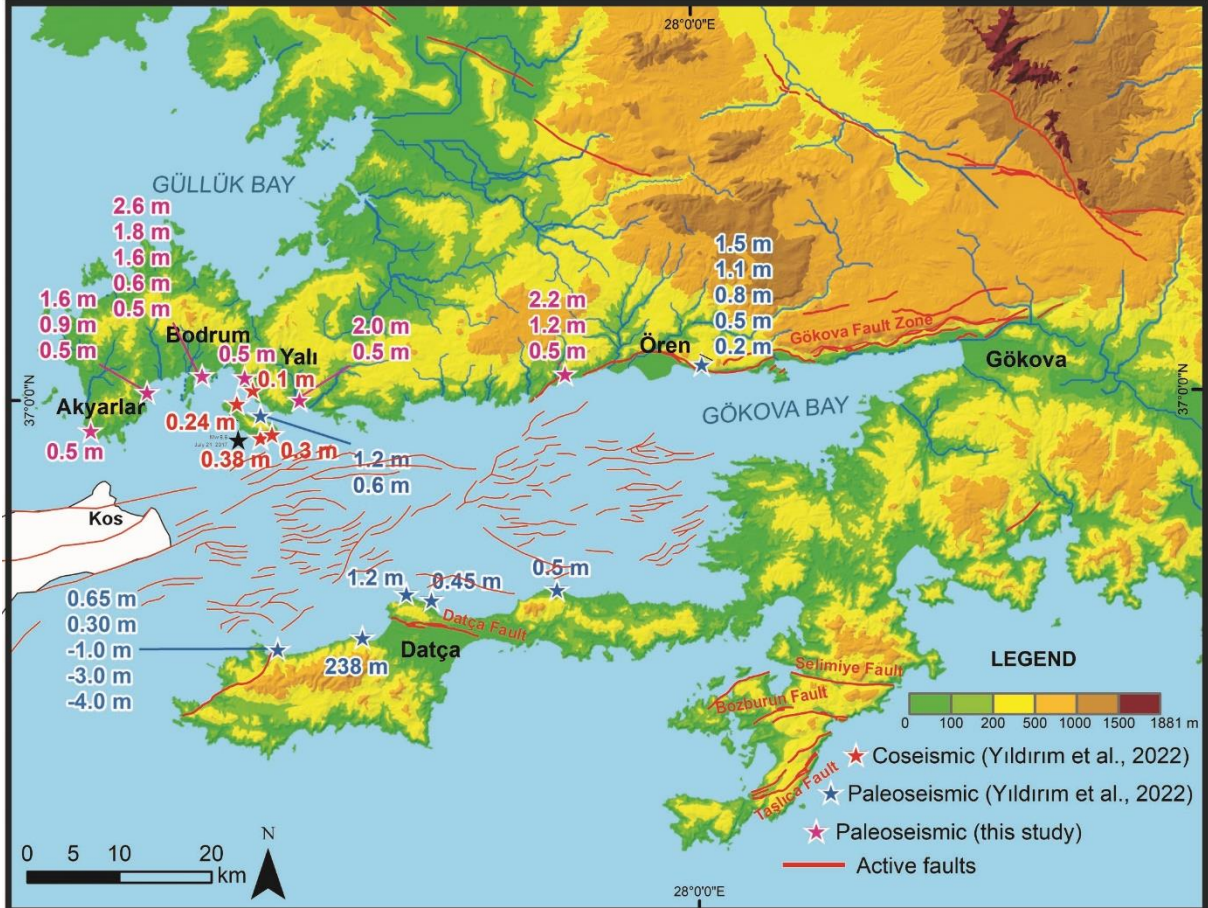 28°0'0"E
GÜLLÜK BAY
2.6 m
1.8 m
1.6 m
0.6 m
0.5 m
1.6 m
0.9 m
0.5 m
Bodrum
0.5 m
Yalı
0.1 m
2.0 m
0.5 m
2.2 m
1.2 m
0.5 m
Ören
1.5 m
1.1 m
0.8 m
0.5 m
0.2 m
Gökova Fault Zone
Gökova
37°0'0"N
37°0'0"N
Akyarlar
0.5 m
0.24 m
0.38 m
0.3 m
1.2 m
0.6 m
GÖKOVA BAY
Kos
0.65 m
0.30 m
-1.0 m
-3.0 m
-4.0 m
1.2 m
0.45 m
0.5 m
Datça Fault
Datça
238 m
Selimiye Fault
Bozburun Fault
Taşlıca Fault
LEGEND
0 100 200 500 1000 1500 1881 m
Coseismic (Yıldırım et al., 2022)
Paleoseismic (Yıldırım et al., 2022)
Paleoseismic (this study)
Active faults
0 5 10 20
km
N
28°0'0"E